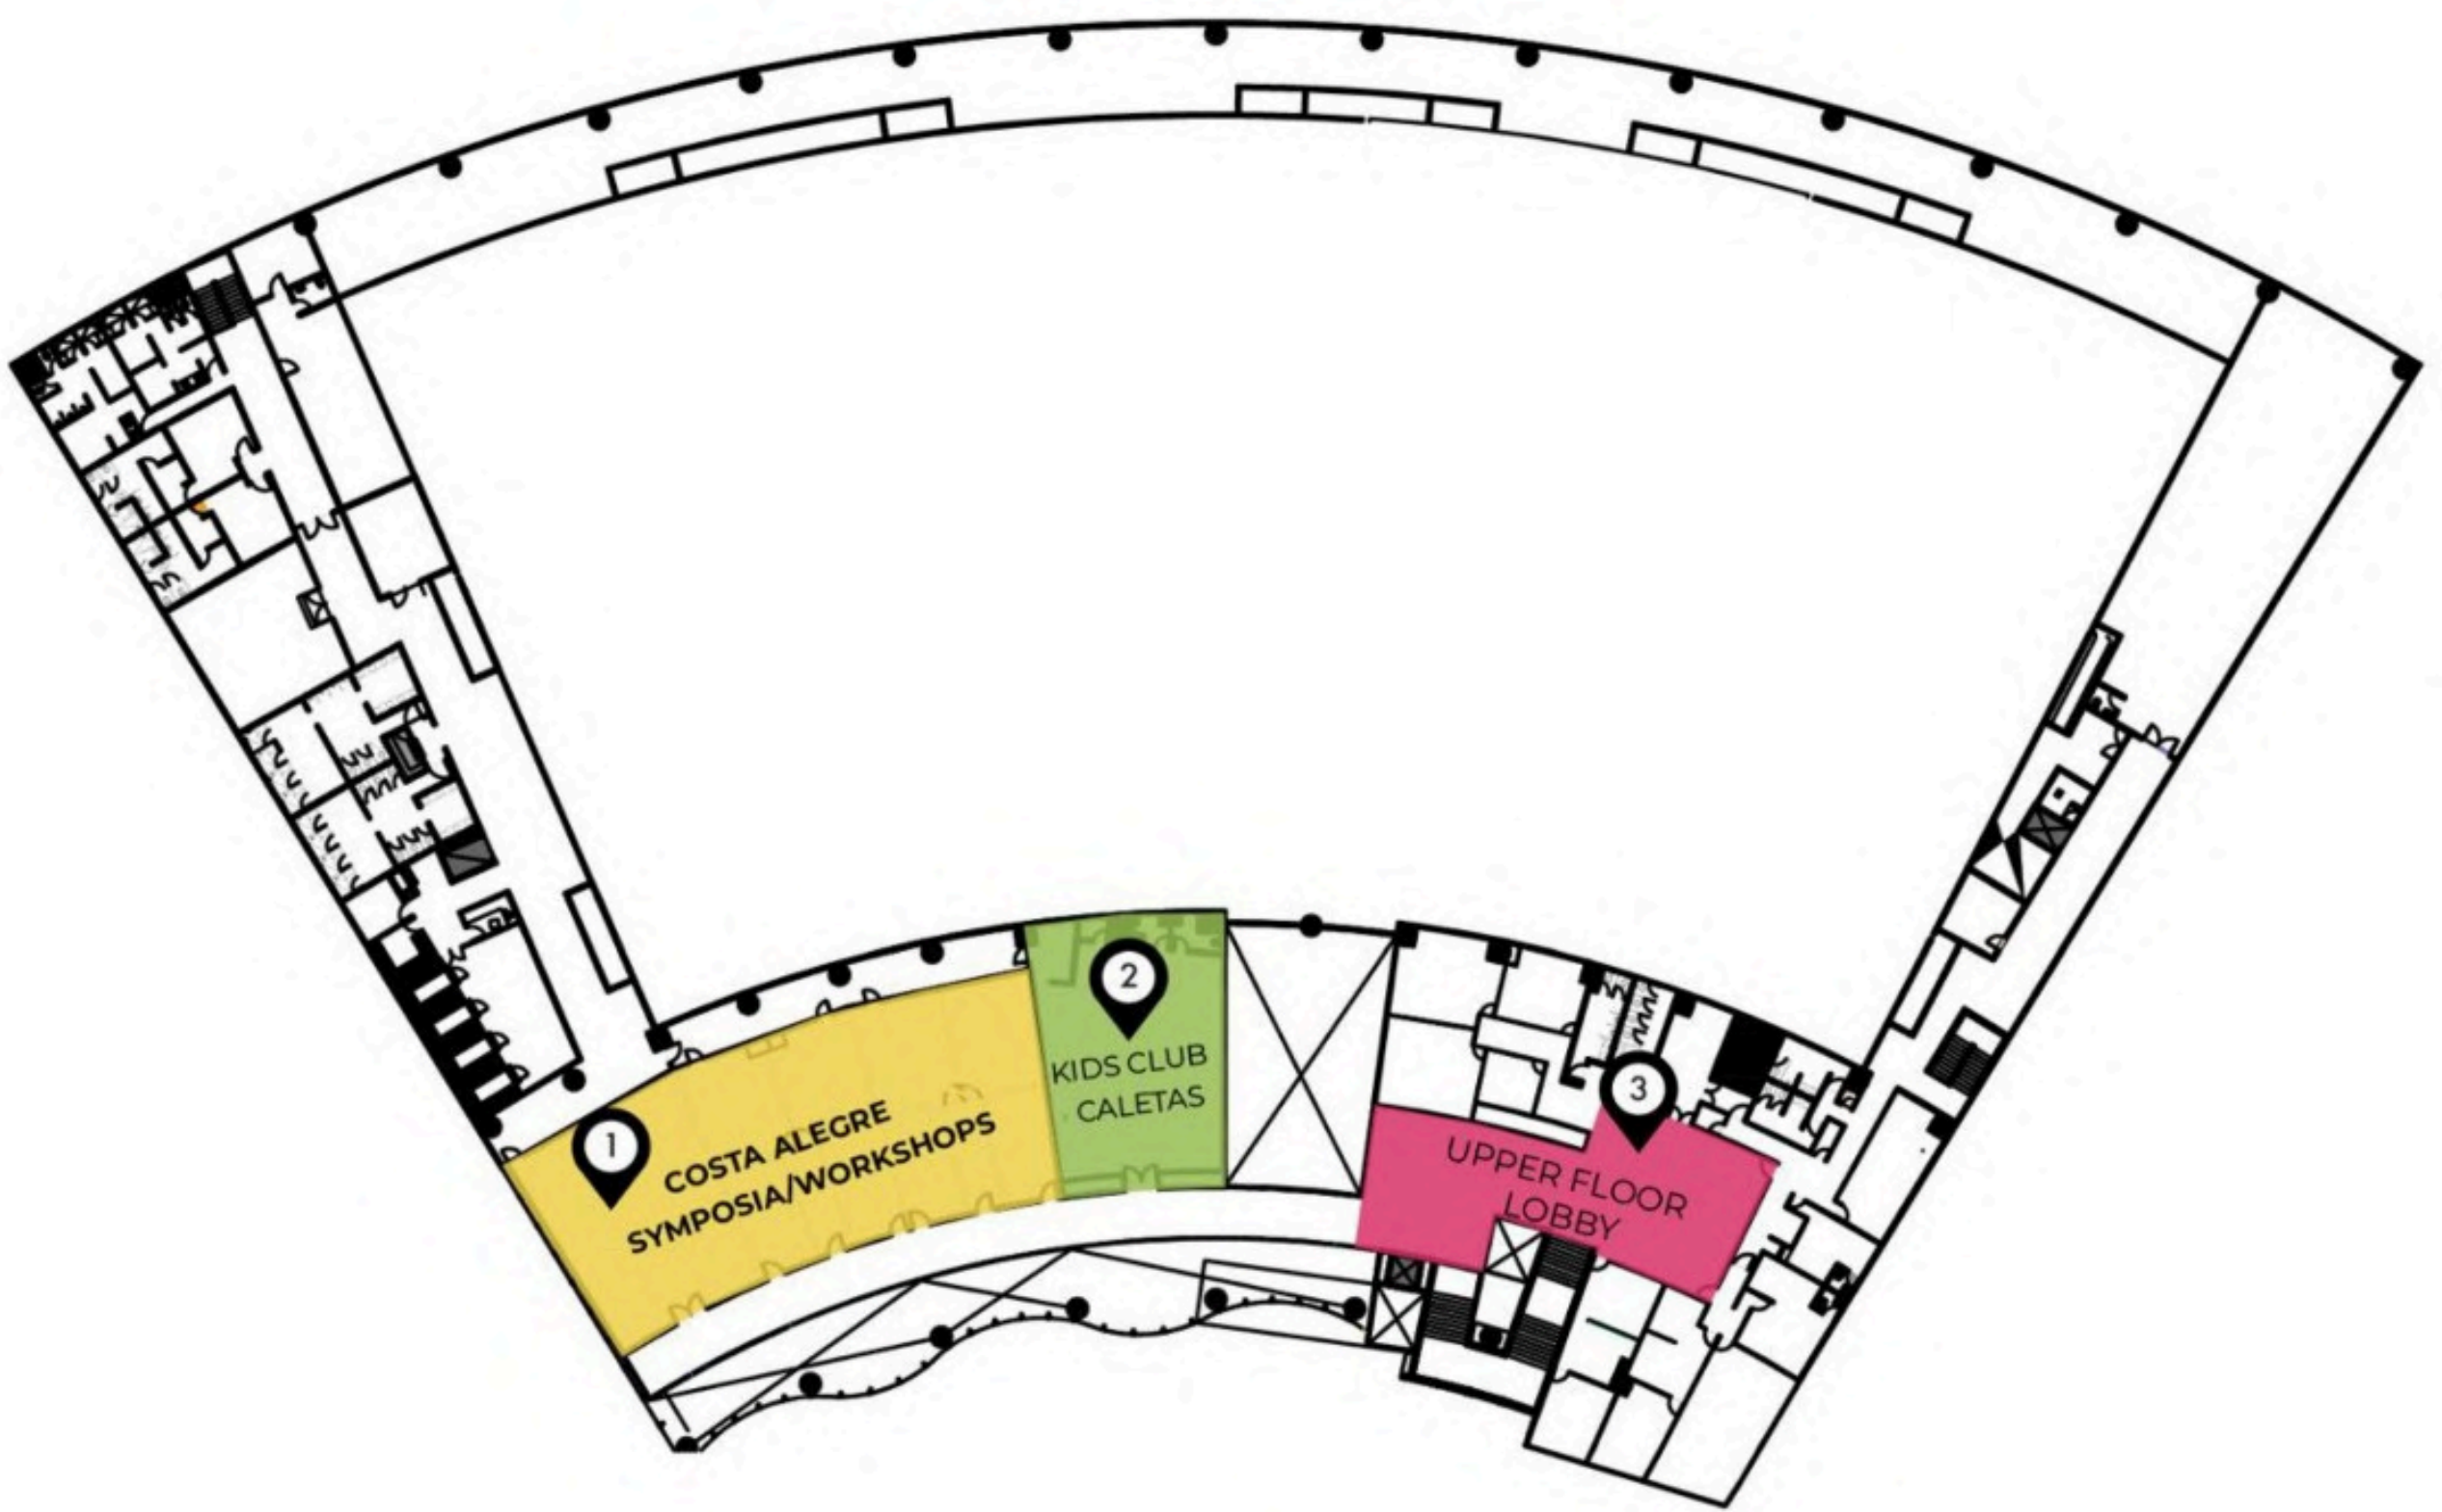 1
COSTA ALEGRE
SYMPOSIA/WORKSHOPS
2
KIDS CLUB
CALETAS
3
UPPER FLOOR
LOBBY